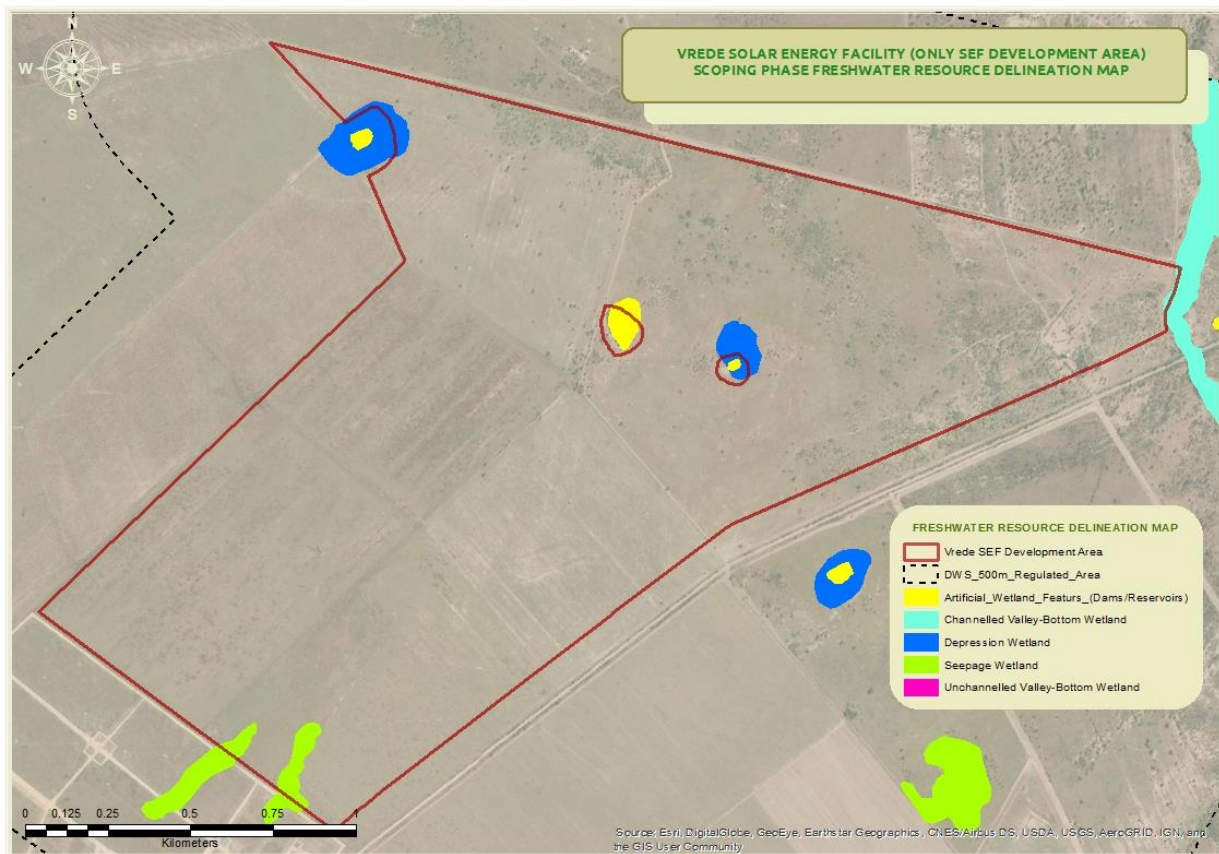 N
W E
S
VREDE SOLAR ENERGY FACILITY (ONLY SEF DEVELOPMENT AREA)
SCOPING PHASE FRESHWATER RESOURCE DELINEATION MAP
FRESHWATER RESOURCE DELINEATION MAP
Vrede SEF Development Area
DWS_500m_Regulated_Area
Artificial_Wetland_Featurs_(Dams/Reservoirs)
Channelled Valley-Bottom Wetland
Depression Wetland
Seepage Wetland
Unchannelled Valley-Bottom Wetland
0 0.125 0.25 0.5 0.75 1
Kilometers
Source: Esri, DigitalGlobe, GeoEye, Earthstar Geographics, CNES/Airbus DS, USDA, USGS, AeroGRID, IGN, and
the GIS User Community